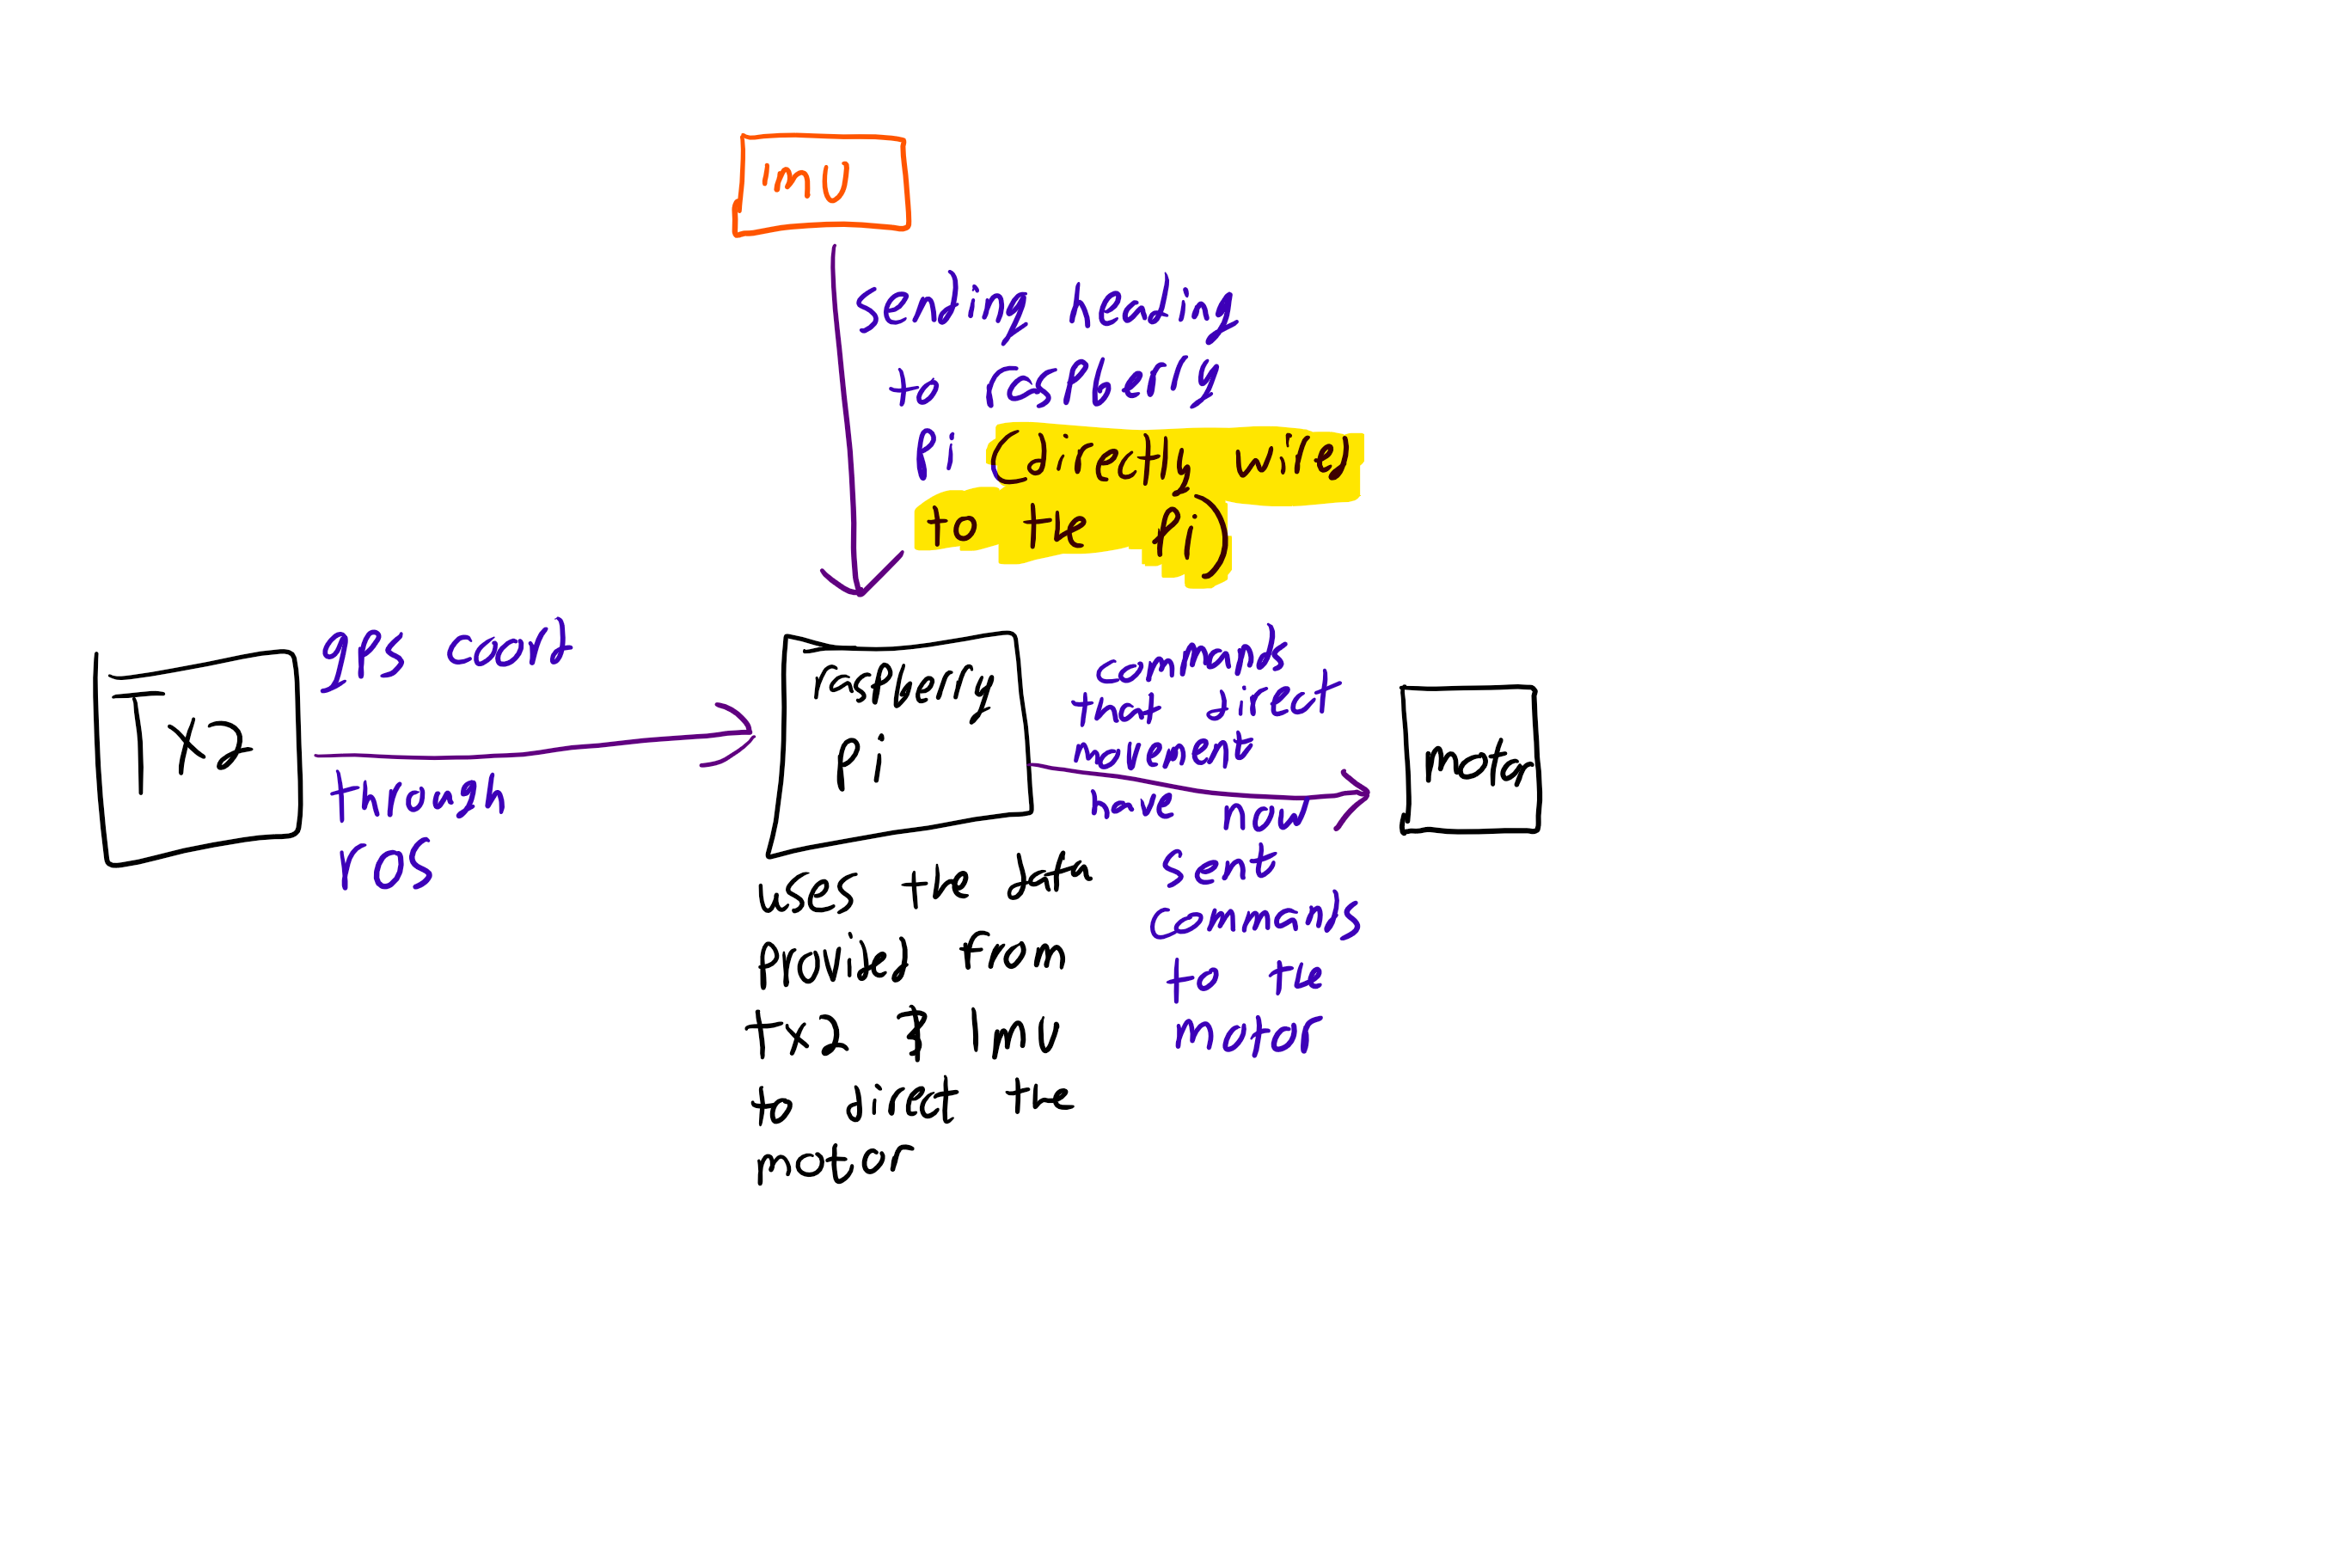 IMU
sending heading
to rasPberry
Pi (directly wired
to the Pi)
gps coord
through
ros
TX2
rasPberry
Pi
commands
that direct
movement
have now
sent
commands
to the
motor
motor
uses the data
Provided from
tx2 & IMU
to direct the
motor